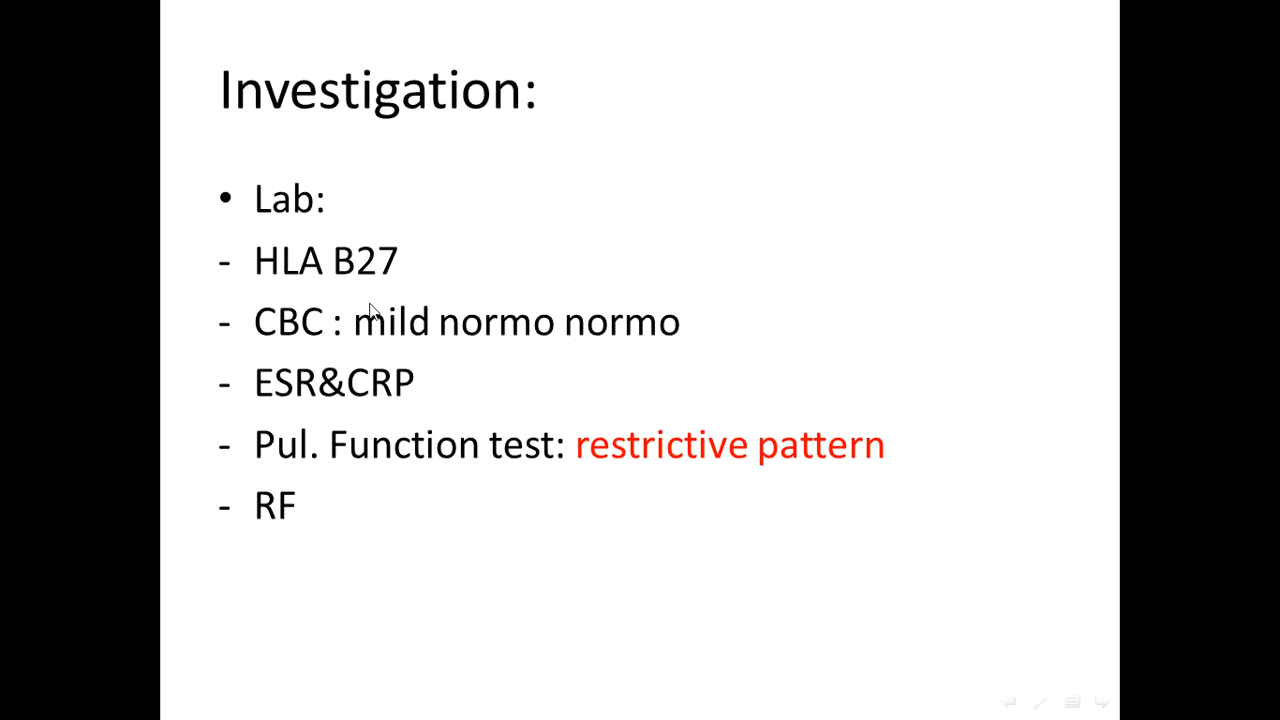 Investigation:
• Lab:
- HLA B27
- CBC : mild normo normo
- ESR&CRP
- Pul. Function test: restrictive pattern
- RF